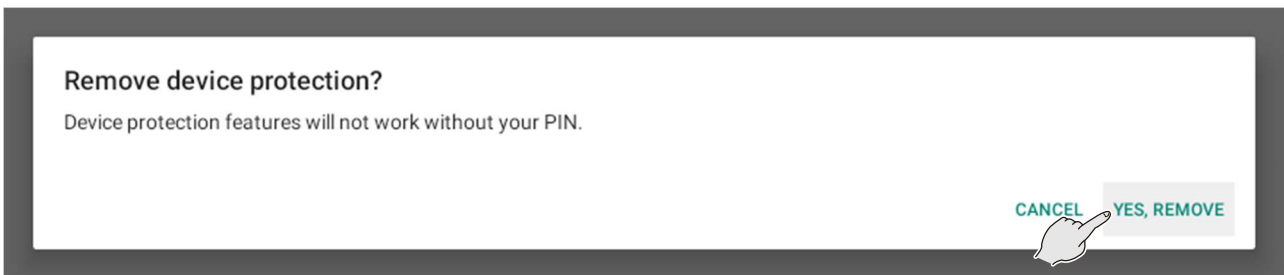 Remove device protection?
Device protection features will not work without your PIN.
CANCEL YES, REMOVE